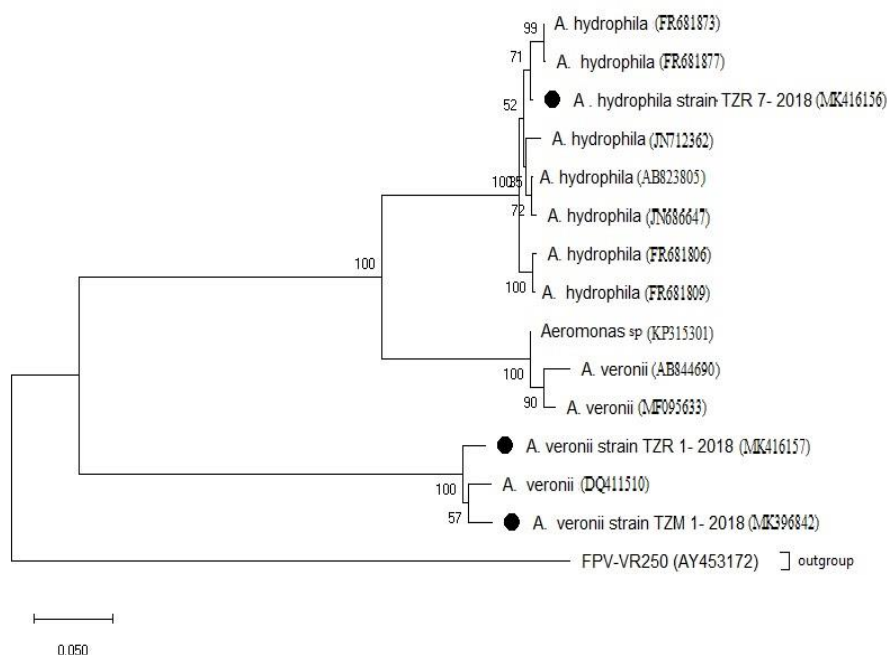 99
A. hydrophila (FR681873)
71
A. hydrophila (FR681877)
52
A . hydrophila strain TZR 7- 2018 (MK416156)
A. hydrophila (JN712362)
100
85
A. hydrophila (AB823805)
72
A. hydrophila (JN686647)
100
A. hydrophila (FR681806)
100
A. hydrophila (FR681809)
Aeromonas sp (KP315301)
100
A. veronii (AB844690)
90
A. veronii (MF095633)
A. veronii strain TZR 1- 2018 (MK416157)
100
A. veronii (DQ411510)
57
A. veronii strain TZM 1- 2018 (MK396842)
FPV-VR250 (AY453172) outgroup
0.050